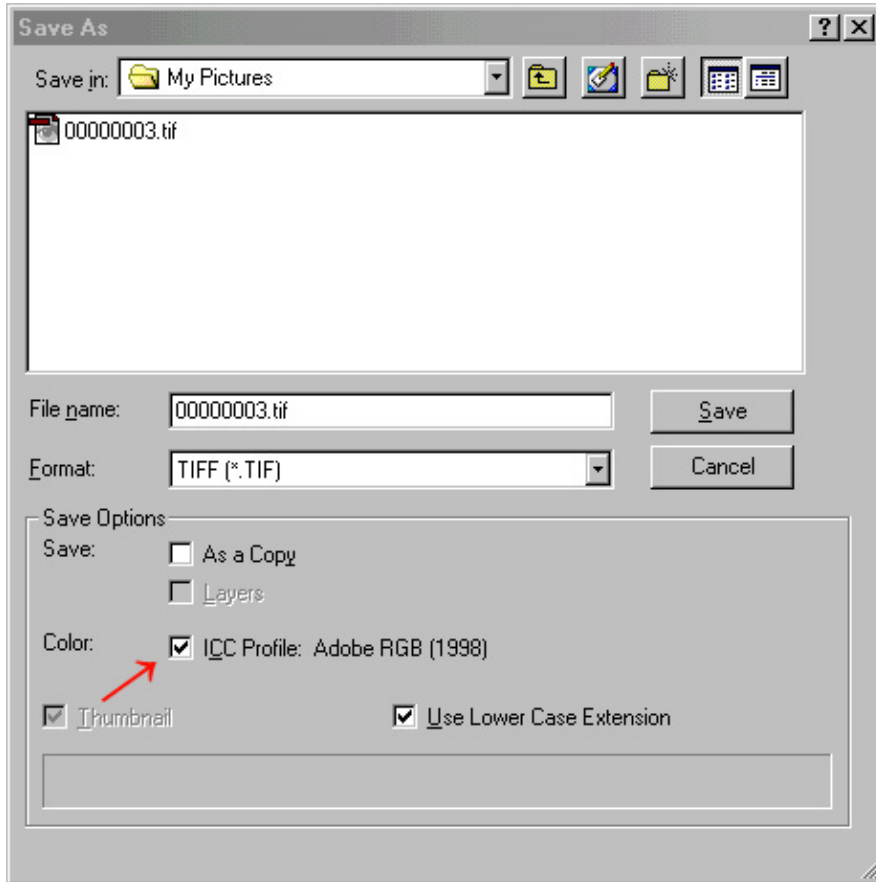 Save As
Save in: My Pictures
00000003.tif
File name: 00000003.tif Save
Format: TIFF (*.TIF) Cancel
Save Options
Save: As a Copy
Layers
Color: ICC Profile: Adobe RGB (1998)
Thumbnail Use Lower Case Extension